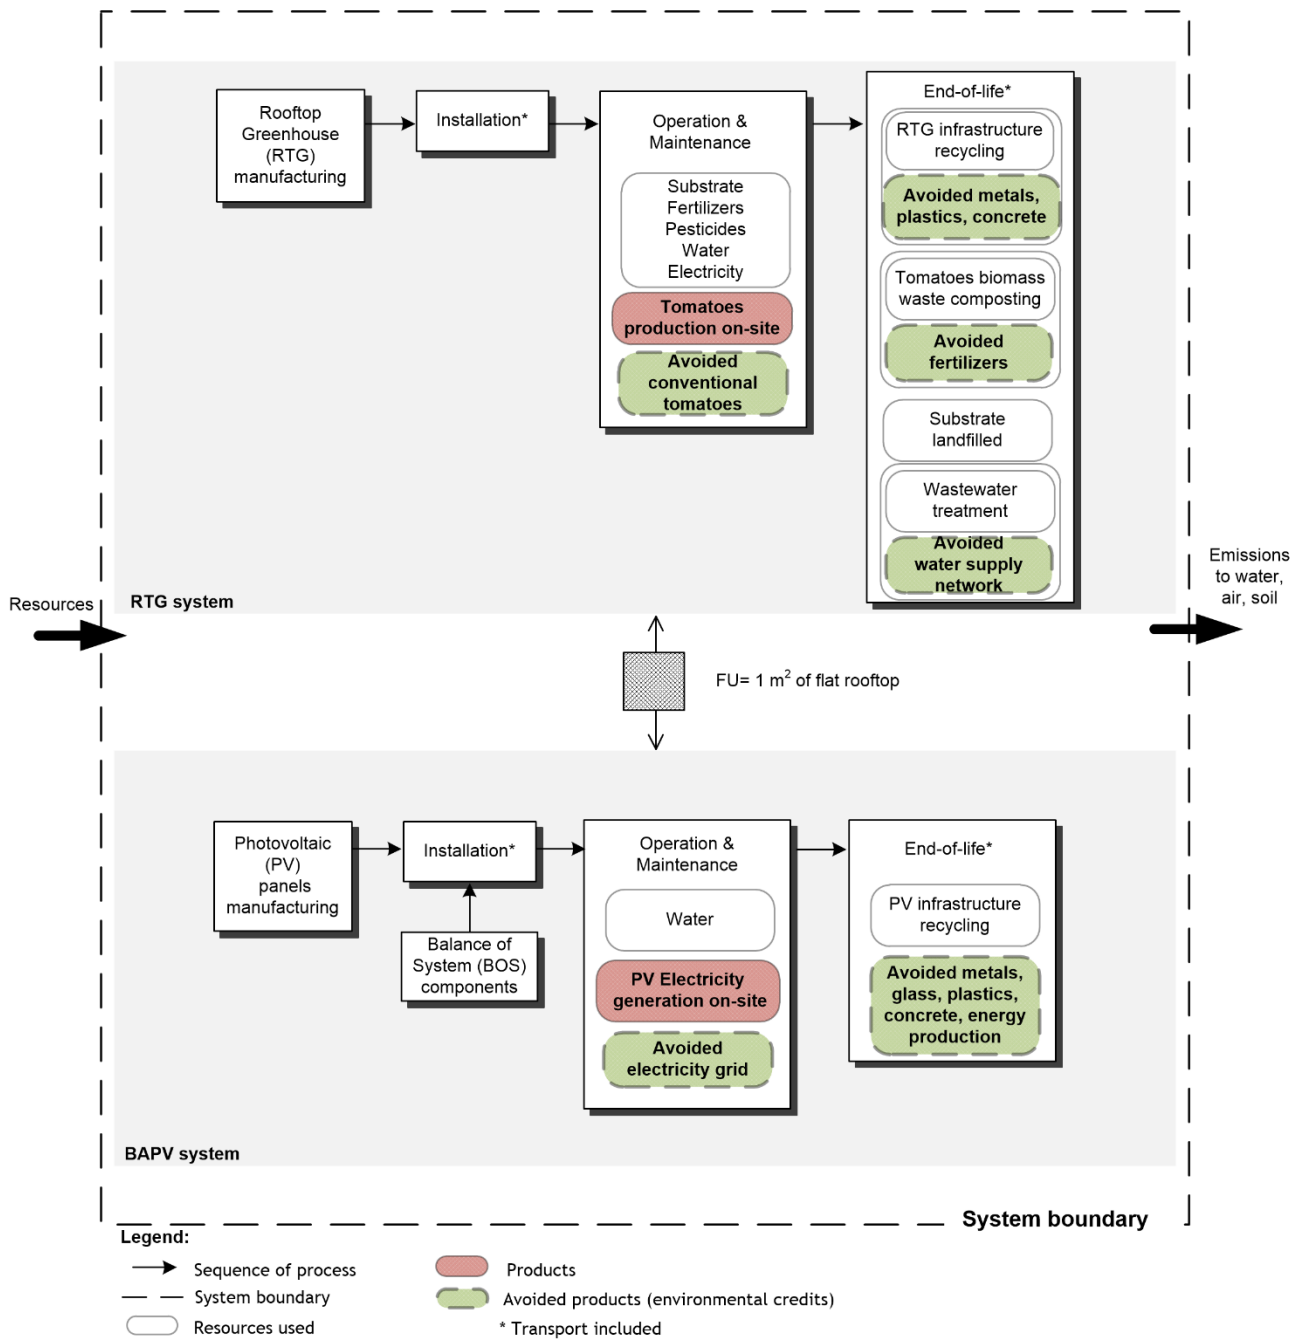 Rooftop
Greenhouse
(RTG)
manufacturing
Installation*
Operation &
Maintenance
Substrate
Fertilizers
Pesticides
Water
Electricity
Tomatoes
production on-site
Avoided
conventional
tomatoes
End-of-life*
RTG infrastructure
recycling
Avoided metals,
plastics, concrete
Tomatoes biomass
waste composting
Avoided
fertilizers
Substrate
landfilled
Wastewater
treatment
Avoided
water supply
network
RTG system
Resources
Emissions
to water,
air, soil
FU= 1 m² of flat rooftop
Photovoltaic
(PV)
panels
manufacturing
Installation*
Balance of
System (BOS)
components
Operation &
Maintenance
Water
PV Electricity
generation on-site
Avoided
electricity grid
End-of-life*
PV infrastructure
recycling
Avoided metals,
glass, plastics,
concrete, energy
production
BAPV system
System boundary
Legend:
Sequence of process
System boundary
Resources used
Products
Avoided products (environmental credits)
* Transport included